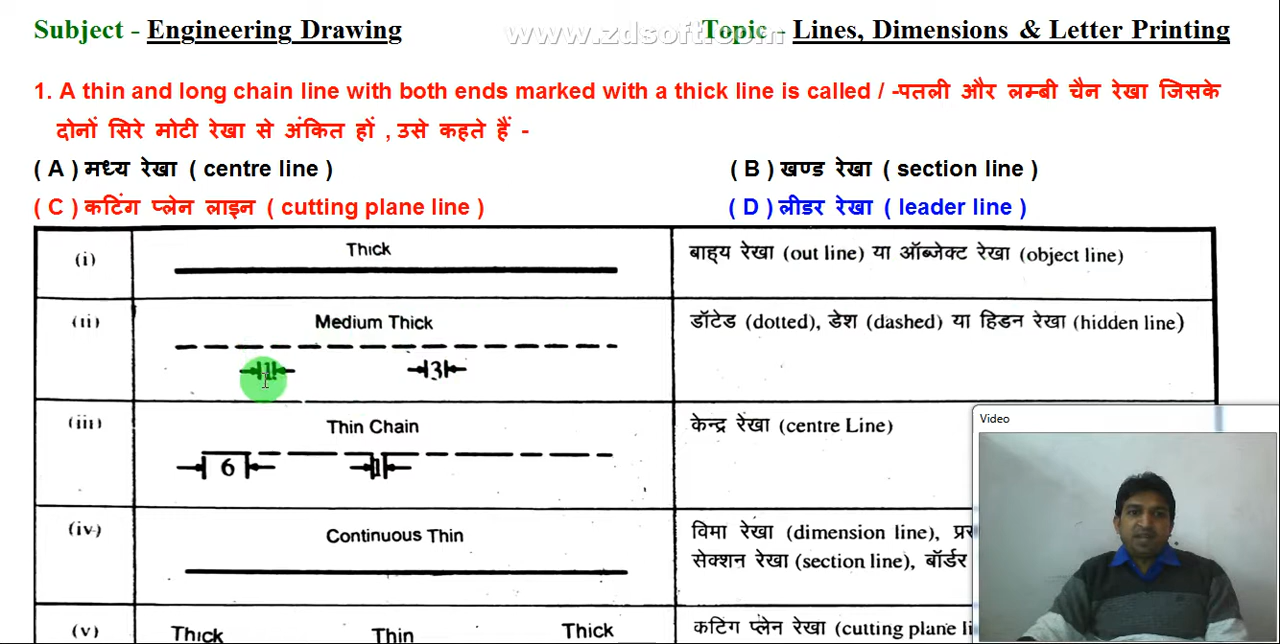 Subject - Engineering Drawing
www.zdsoft.com
Topic - Lines, Dimensions & Letter Printing
1. A thin and long chain line with both ends marked with a thick line is called / -पतली और लम्बी चैन रेखा जिसके
दोनों सिरे मोटी रेखा से अंकित हों , उसे कहते हैं -
( A ) मध्य रेखा ( centre line )
( B ) खण्ड रेखा ( section line )
( C ) कटिंग प्लेन लाइन ( cutting plane line )
( D ) लीडर रेखा ( leader line )
(i)
Thick
बाह्य रेखा (out line) या ऑब्जेक्ट रेखा (object line)
(ii)
Medium Thick
डॉटेड (dotted), डेश (dashed) या हिडन रेखा (hidden line)
1
3
(iii)
Thin Chain
केन्द्र रेखा (centre Line)
6
1
Video
(iv)
Continuous Thin
विमा रेखा (dimension line),
सेक्शन रेखा (section line), बॉर्डर
(v)
Thick
Thin
Thick
कटिग प्लेन रेखा (cutting plane